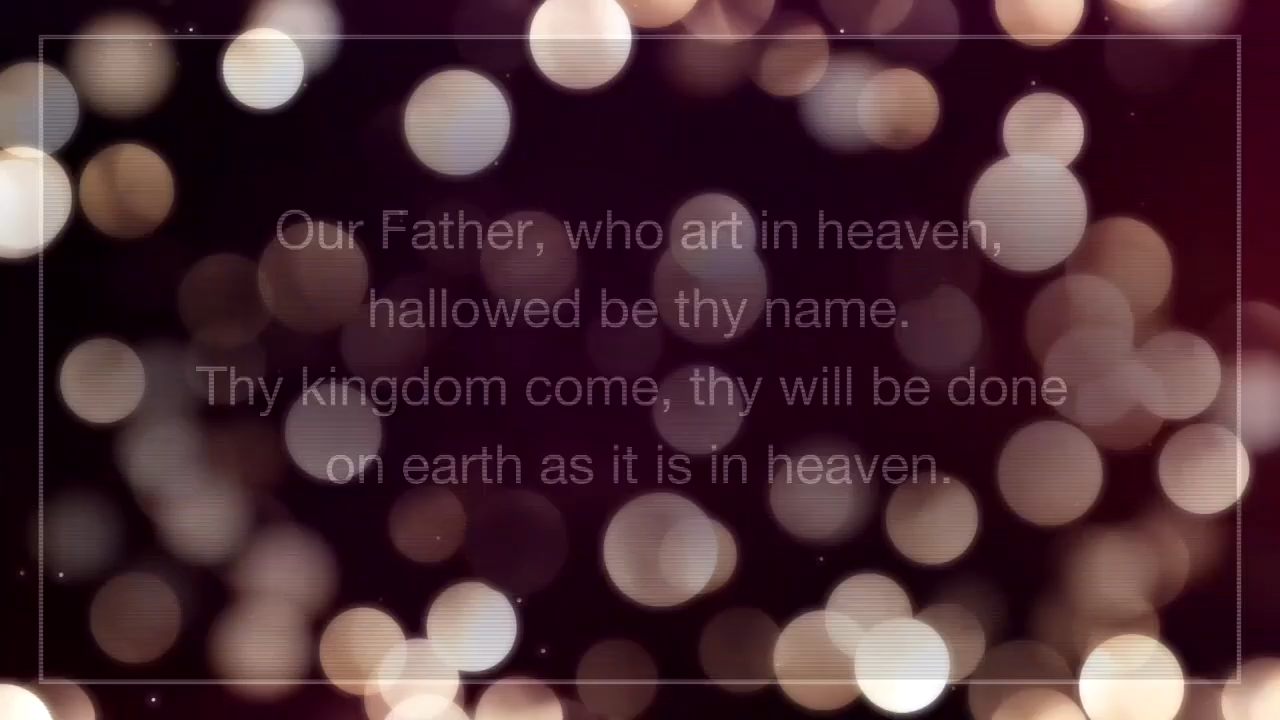 Our Father, who art in heaven,
hallowed be thy name.
Thy kingdom come, thy will be done
on earth as it is in heaven.